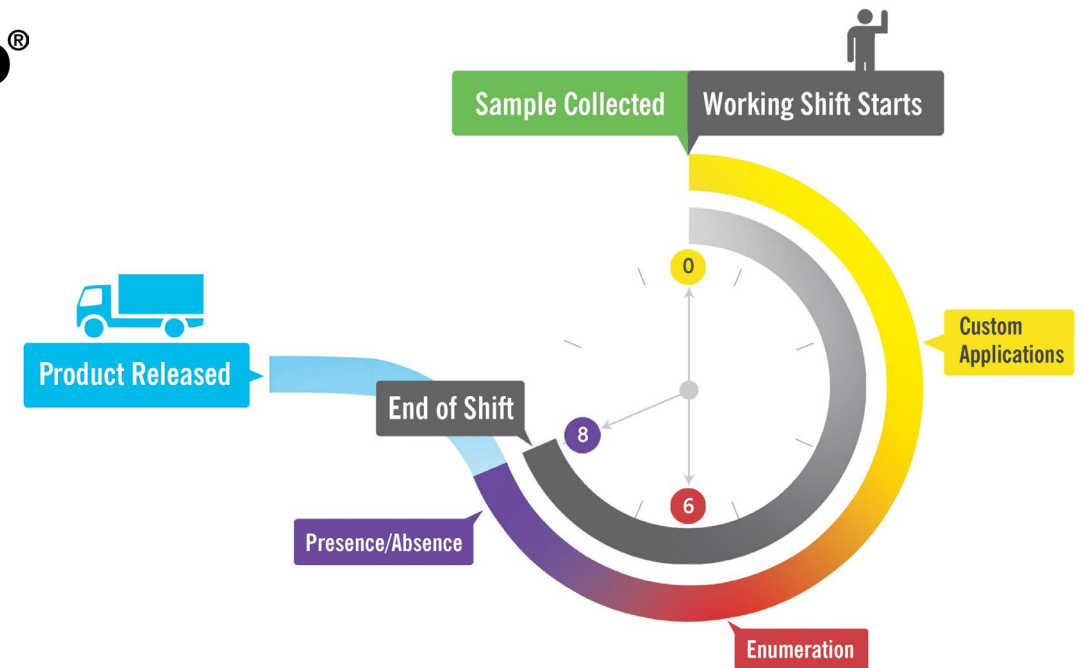 ®
Sample Collected
Working Shift Starts
0
Custom
Applications
Product Released
End of Shift
8
6
Presence/Absence
Enumeration